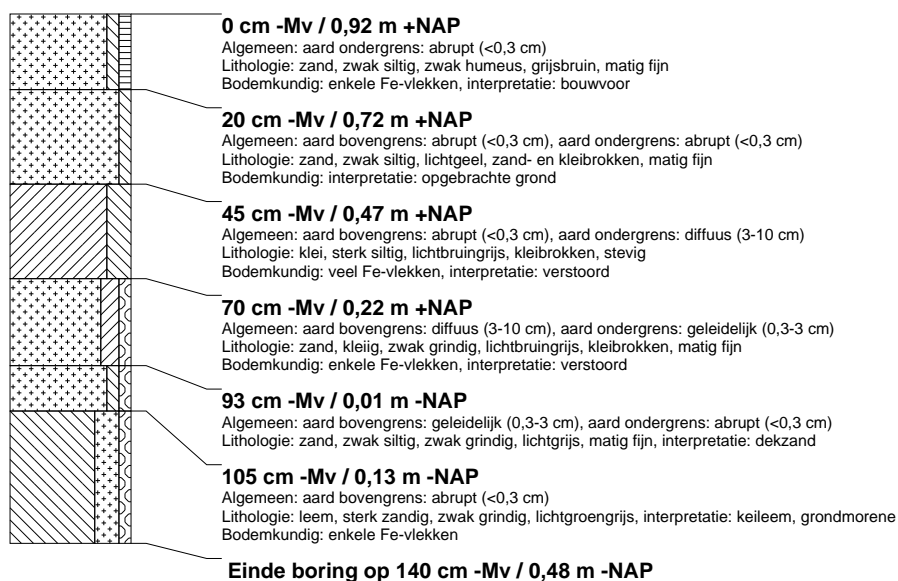 0 cm -Mv / 0,92 m +NAP
Algemeen: aard ondergrens: abrupt (<0,3 cm)
Lithologie: zand, zwak siltig, zwak humeus, grijsbruin, matig fijn
Bodemkundig: enkele Fe-vlekken, interpretatie: bouwvoor
20 cm -Mv / 0,72 m +NAP
Algemeen: aard bovengrens: abrupt (<0,3 cm), aard ondergrens: abrupt (<0,3 cm)
Lithologie: zand, zwak siltig, lichtgeel, zand- en kleibrokken, matig fijn
Bodemkundig: interpretatie: opgebrachte grond
45 cm -Mv / 0,47 m +NAP
Algemeen: aard bovengrens: abrupt (<0,3 cm), aard ondergrens: diffuus (3-10 cm)
Lithologie: klei, sterk siltig, lichtbruingrijs, kleibrokken, stevig
Bodemkundig: veel Fe-vlekken, interpretatie: verstoord
70 cm -Mv / 0,22 m +NAP
Algemeen: aard bovengrens: diffuus (3-10 cm), aard ondergrens: geleidelijk (0,3-3 cm)
Lithologie: zand, kleiig, zwak grindig, lichtbruingrijs, kleibrokken, matig fijn
Bodemkundig: enkele Fe-vlekken, interpretatie: verstoord
93 cm -Mv / 0,01 m -NAP
Algemeen: aard bovengrens: geleidelijk (0,3-3 cm), aard ondergrens: abrupt (<0,3 cm)
Lithologie: zand, zwak siltig, zwak grindig, lichtgrijs, matig fijn, interpretatie: dekzand
105 cm -Mv / 0,13 m -NAP
Algemeen: aard bovengrens: abrupt (<0,3 cm)
Lithologie: leem, sterk zandig, zwak grindig, lichtgroengrijs, interpretatie: keileem, grondmorene
Bodemkundig: enkele Fe-vlekken
Einde boring op 140 cm -Mv / 0,48 m -NAP